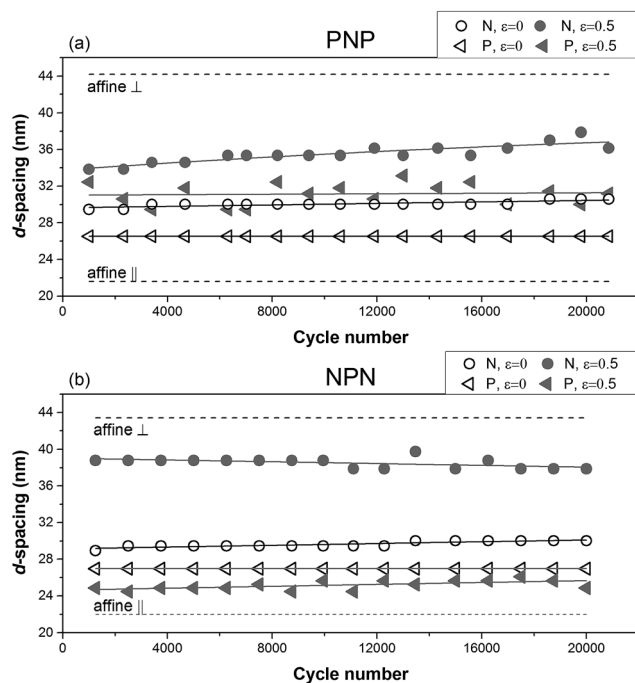 (a)
PNP
N, ε=0
N, ε=0.5
P, ε=0
P, ε=0.5
44
40
36
32
28
24
20
d-spacing (nm)
affine ⊥
affine ||
0
4000
8000
12000
16000
20000
Cycle number
(b)
NPN
N, ε=0
N, ε=0.5
P, ε=0
P, ε=0.5
44
40
36
32
28
24
20
d-spacing (nm)
affine ⊥
affine ||
0
4000
8000
12000
16000
20000
Cycle number